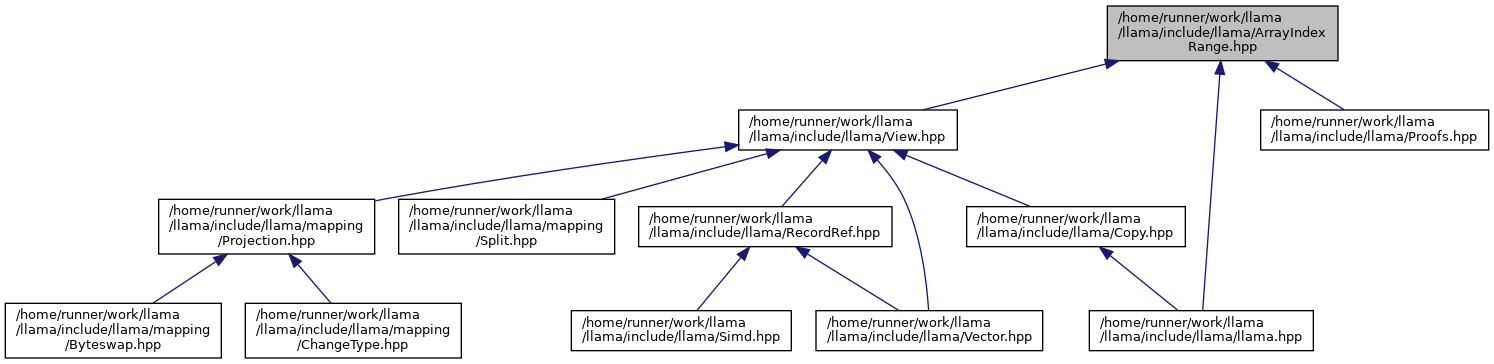 /home/runner/work/llama
/llama/include/llama/ArrayIndex
Range.hpp
/home/runner/work/llama
/llama/include/llama/View.hpp
/home/runner/work/llama
/llama/include/llama/Proofs.hpp
/home/runner/work/llama
/llama/include/llama/mapping
/Projection.hpp
/home/runner/work/llama
/llama/include/llama/mapping
/Split.hpp
/home/runner/work/llama
/llama/include/llama/RecordRef.hpp
/home/runner/work/llama
/llama/include/llama/Copy.hpp
/home/runner/work/llama
/llama/include/llama/mapping
/Byteswap.hpp
/home/runner/work/llama
/llama/include/llama/mapping
/ChangeType.hpp
/home/runner/work/llama
/llama/include/llama/Simd.hpp
/home/runner/work/llama
/llama/include/llama/Vector.hpp
/home/runner/work/llama
/llama/include/llama/llama.hpp